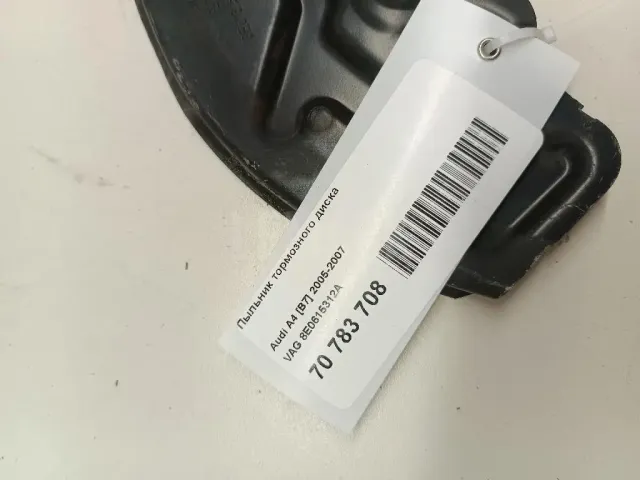 Пыльник тормозного диска
Audi A4 [B7] 2005-2007
VAG 8E0615312A
70 783 708